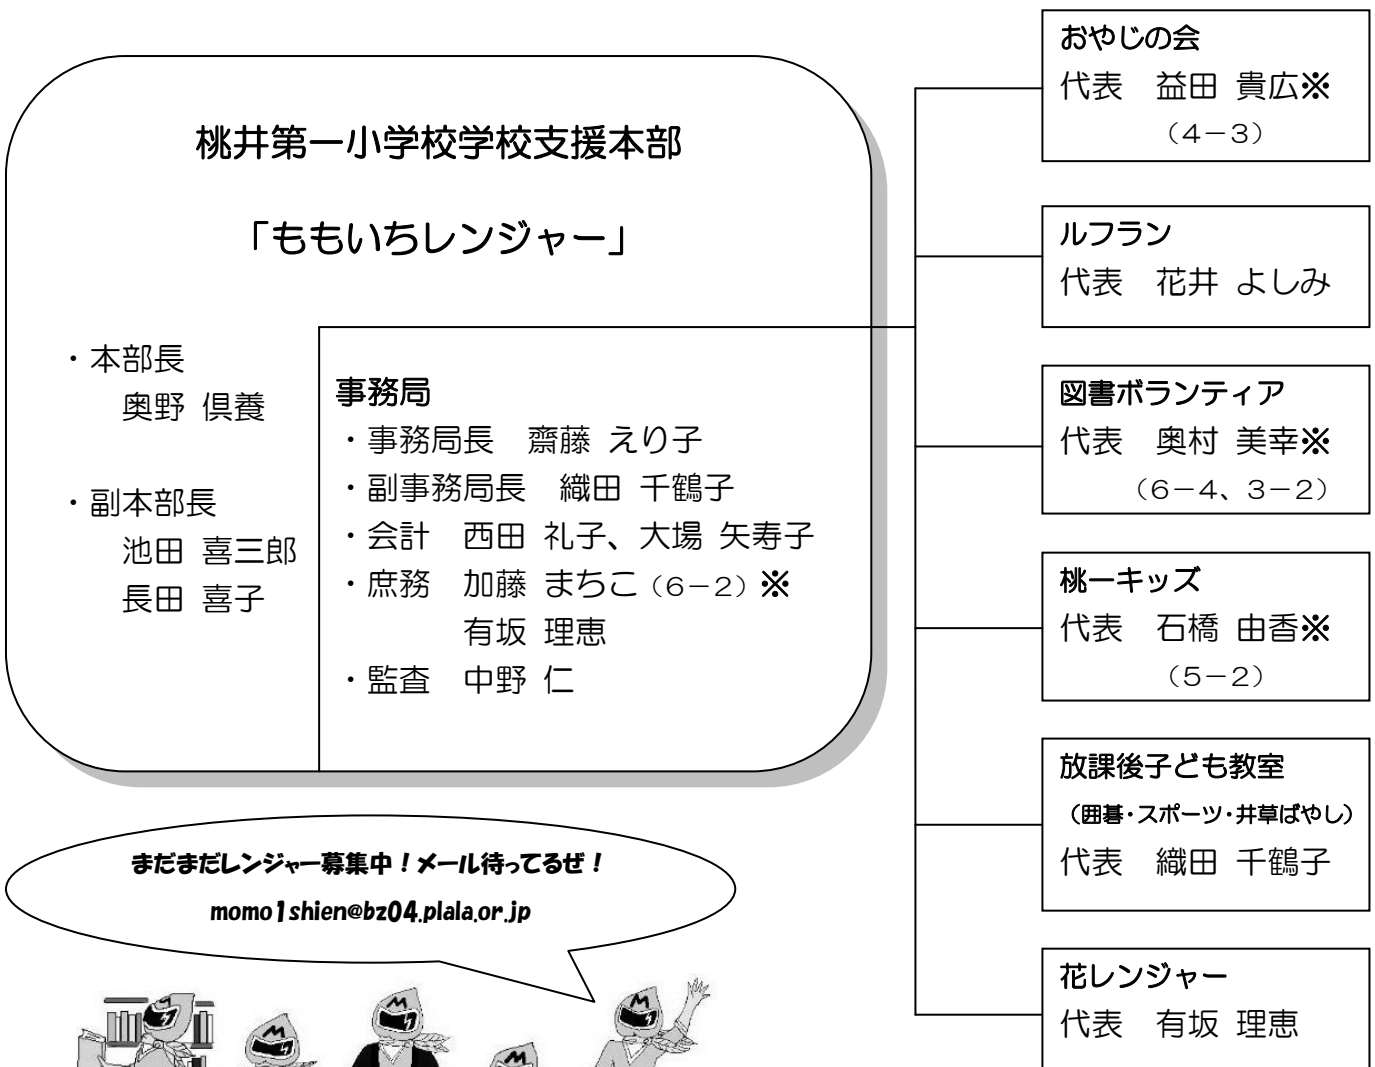 桃井第一小学校学校支援本部
「ももいちレンジャー」
・本部長
奥野 倶養
・副本部長
池田 喜三郎
長田 喜子
事務局
・事務局長 齋藤 えり子
・副事務局長 織田 千鶴子
・会計 西田 礼子、大場 矢寿子
・庶務 加藤 まちこ（6－2）※
有坂 理恵
・監査 中野 仁
おやじの会
代表 益田 貴広※
（4－3）
ルフラン
代表 花井 よしみ
図書ボランティア
代表 奥村 美幸※
（6－4、3－2）
桃一キッズ
代表 石橋 由香※
（5－2）
放課後子ども教室
（囲碁・スポーツ・井草ばやし）
代表 織田 千鶴子
花レンジャー
代表 有坂 理恵
まだまだレンジャー募集中！メール待ってるぜ！
momo1shien@bz04.plala.or.jp
M
M
M
M